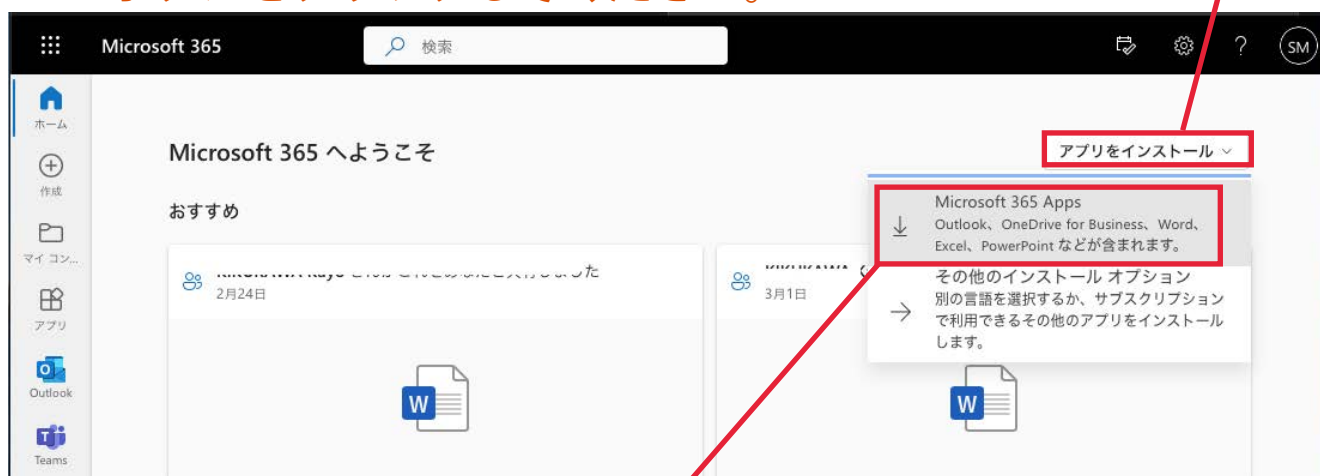 Microsoft 365
検索
SM
ホーム
作成
マイ コン...
アプリ
Outlook
Teams
Microsoft 365 へようこそ
アプリをインストール
Microsoft 365 Apps
Outlook、OneDrive for Business、Word、
Excel、PowerPoint などが含まれます。
その他のインストール オプション
別の言語を選択するか、サブスクリプション
で利用できるその他のアプリをインストール
します。
おすすめ
2月24日
3月1日
W
W